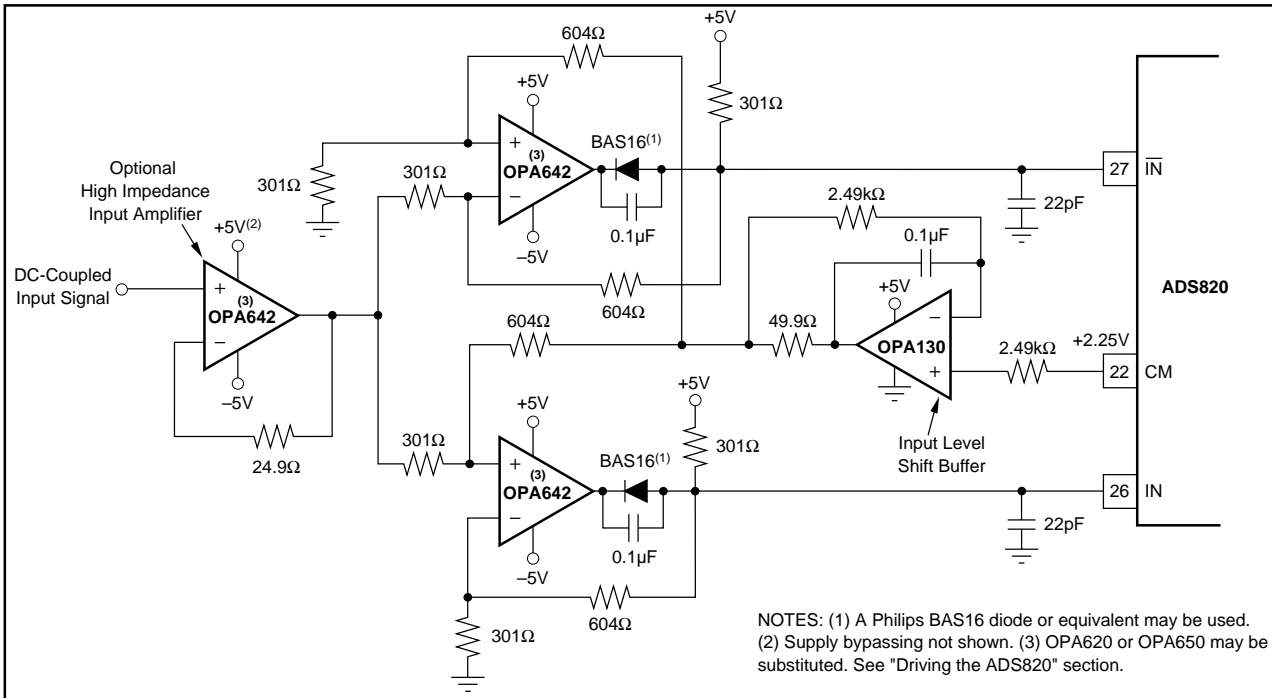 +5V
604Ω
+5V
301Ω
Optional
High Impedance
Input Amplifier
301Ω
301Ω
+
(3)
OPA642
−
–5V
BAS16(1)
0.1µF
27
IN
22pF
2.49kΩ
0.1µF
+5V(2)
DC-Coupled
Input Signal
+
(3)
OPA642
−
–5V
24.9Ω
604Ω
604Ω
49.9Ω
+5V
−
OPA130
+
2.49kΩ
+2.25V
22
CM
ADS820
Input Level
Shift Buffer
301Ω
+5V
+
(3)
OPA642
−
–5V
BAS16(1)
0.1µF
+5V
301Ω
26
IN
22pF
604Ω
301Ω
NOTES: (1) A Philips BAS16 diode or equivalent may be used.
(2) Supply bypassing not shown. (3) OPA620 or OPA650 may be
substituted. See "Driving the ADS820" section.